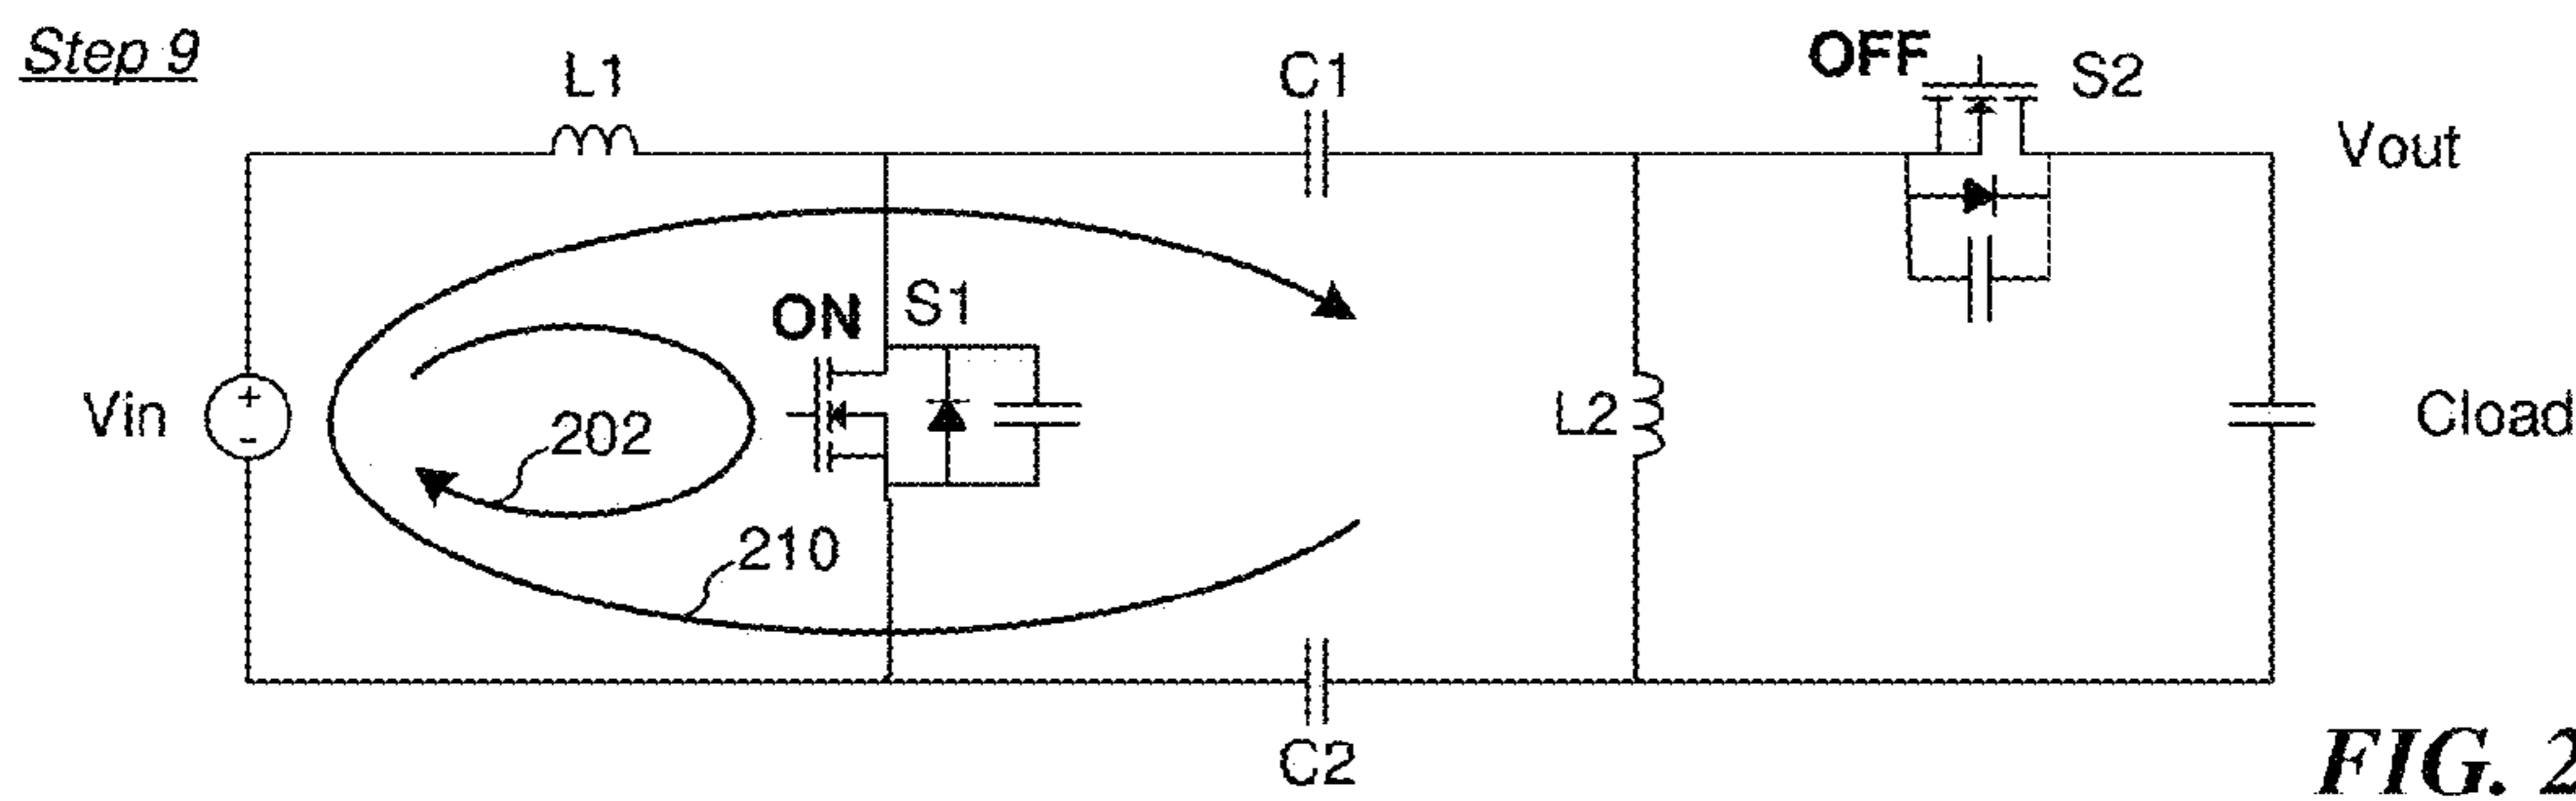 Step 9
L1
C1
OFF
S2
Vout
ON
S1
Vin
+
-
202
L2
Cload
210
C2
FIG. 2